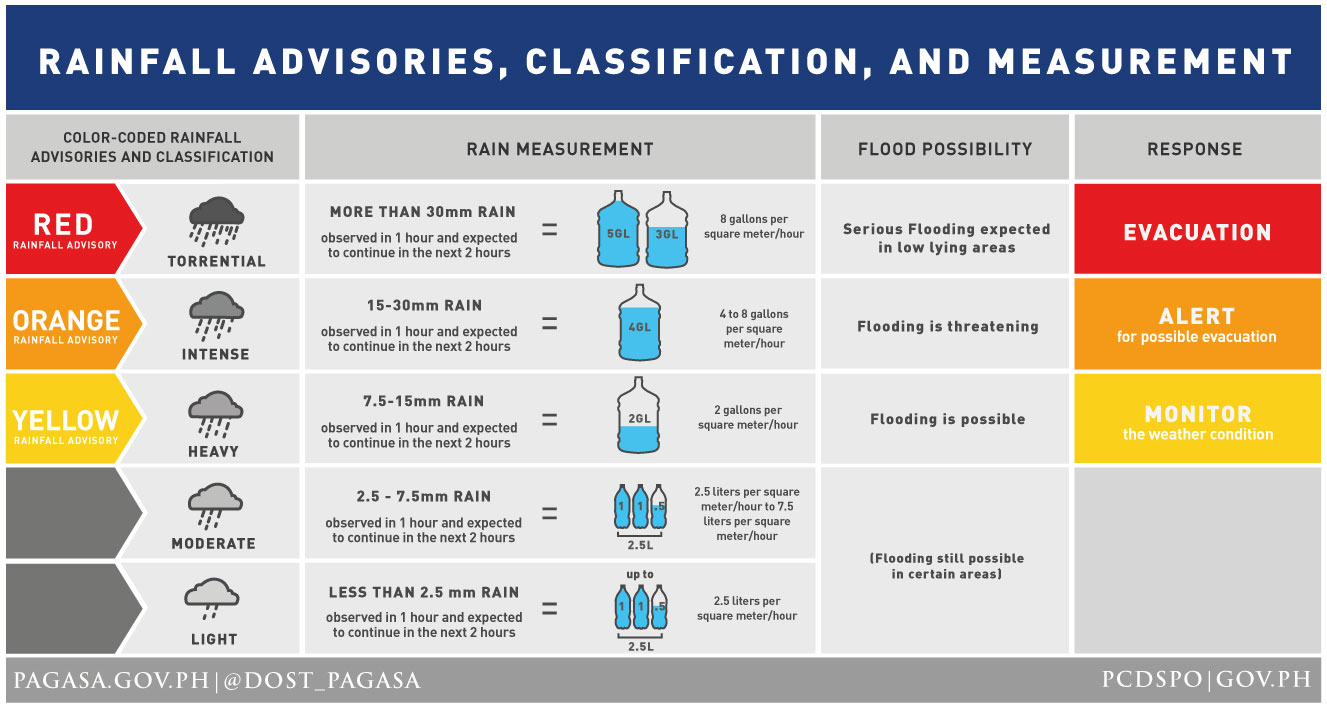 RAINFALL ADVISORIES, CLASSIFICATION, AND MEASUREMENT
COLOR-CODED RAINFALL
ADVISORIES AND CLASSIFICATION
RAIN MEASUREMENT
FLOOD POSSIBILITY
RESPONSE
RED
RAINFALL ADVISORY
TORRENTIAL
MORE THAN 30mm RAIN
observed in 1 hour and expected
to continue in the next 2 hours
=
5GL
3GL
8 gallons per
square meter/hour
Serious Flooding expected
in low lying areas
EVACUATION
ORANGE
RAINFALL ADVISORY
INTENSE
15-30mm RAIN
observed in 1 hour and expected
to continue in the next 2 hours
=
4GL
4 to 8 gallons
per square
meter/hour
Flooding is threatening
ALERT
for possible evacuation
YELLOW
RAINFALL ADVISORY
HEAVY
7.5-15mm RAIN
observed in 1 hour and expected
to continue in the next 2 hours
=
2GL
2 gallons per
square meter/hour
Flooding is possible
MONITOR
the weather condition
MODERATE
2.5 - 7.5mm RAIN
observed in 1 hour and expected
to continue in the next 2 hours
=
1 1 .5
2.5L
2.5 liters per square
meter/hour to 7.5
liters per square
meter/hour
(Flooding still possible
in certain areas)
LIGHT
LESS THAN 2.5 mm RAIN
observed in 1 hour and expected
to continue in the next 2 hours
=
up to
1 1 .5
2.5L
2.5 liters per
square meter/hour
PAGASA.GOV.PH|@DOST_PAGASA
PCDSPO|GOV.PH